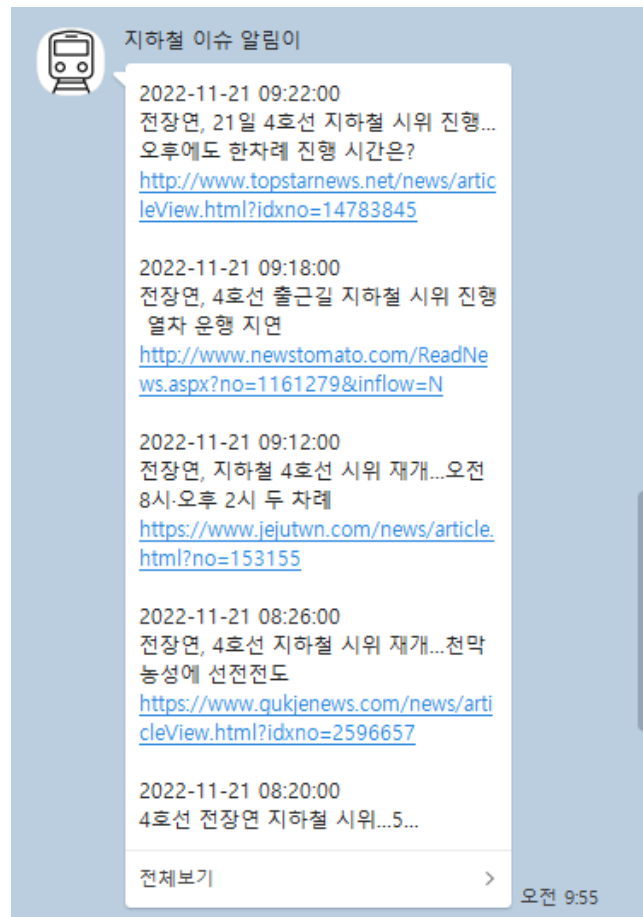 지하철 이슈 알림이
2022-11-21 09:22:00
전장연, 21일 4호선 지하철 시위 진행...
오후에도 한차례 진행 시간은?
http://www.topstarnews.net/news/artic
leView.html?idxno=14783845
2022-11-21 09:18:00
전장연, 4호선 출근길 지하철 시위 진행
열차 운행 지연
http://www.newstomato.com/ReadNe
ws.aspx?no=1161279&inflow=N
2022-11-21 09:12:00
전장연, 지하철 4호선 시위 재개...오전
8시·오후 2시 두 차례
https://www.jejutwn.com/news/article.
html?no=153155
2022-11-21 08:26:00
전장연, 4호선 지하철 시위 재개...천막
농성에 선전전도
https://www.gukjenews.com/news/arti
cleView.html?idxno=2596657
2022-11-21 08:20:00
4호선 전장연 지하철 시위...5...
전체보기
오전 9:55